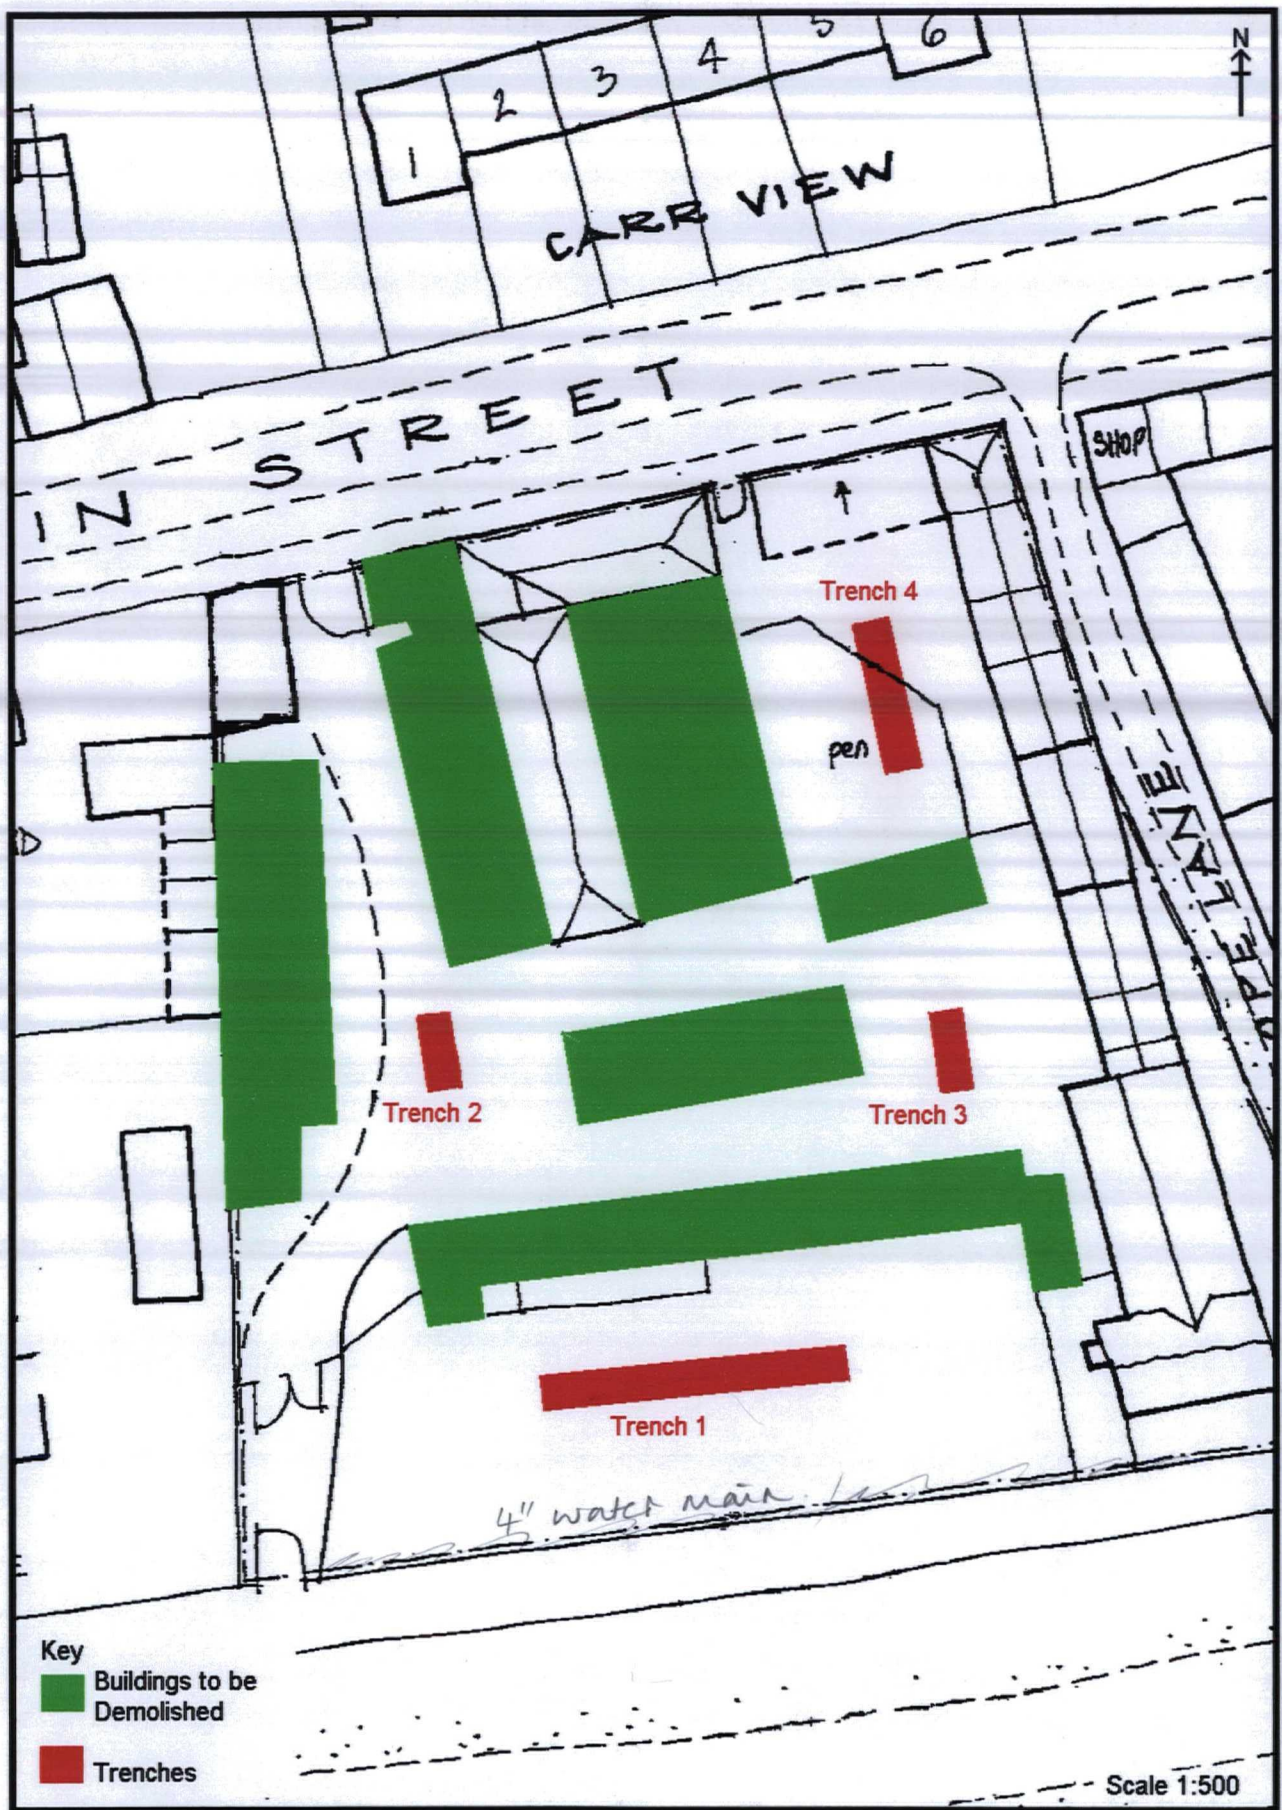 N
1
2
3
4
5
6
CARR VIEW
IN STREET
SHOP
Trench 4
pen
Trench 2
Trench 3
Trench 1
4" water main
Key
Buildings to be
Demolished
Trenches
Scale 1:500